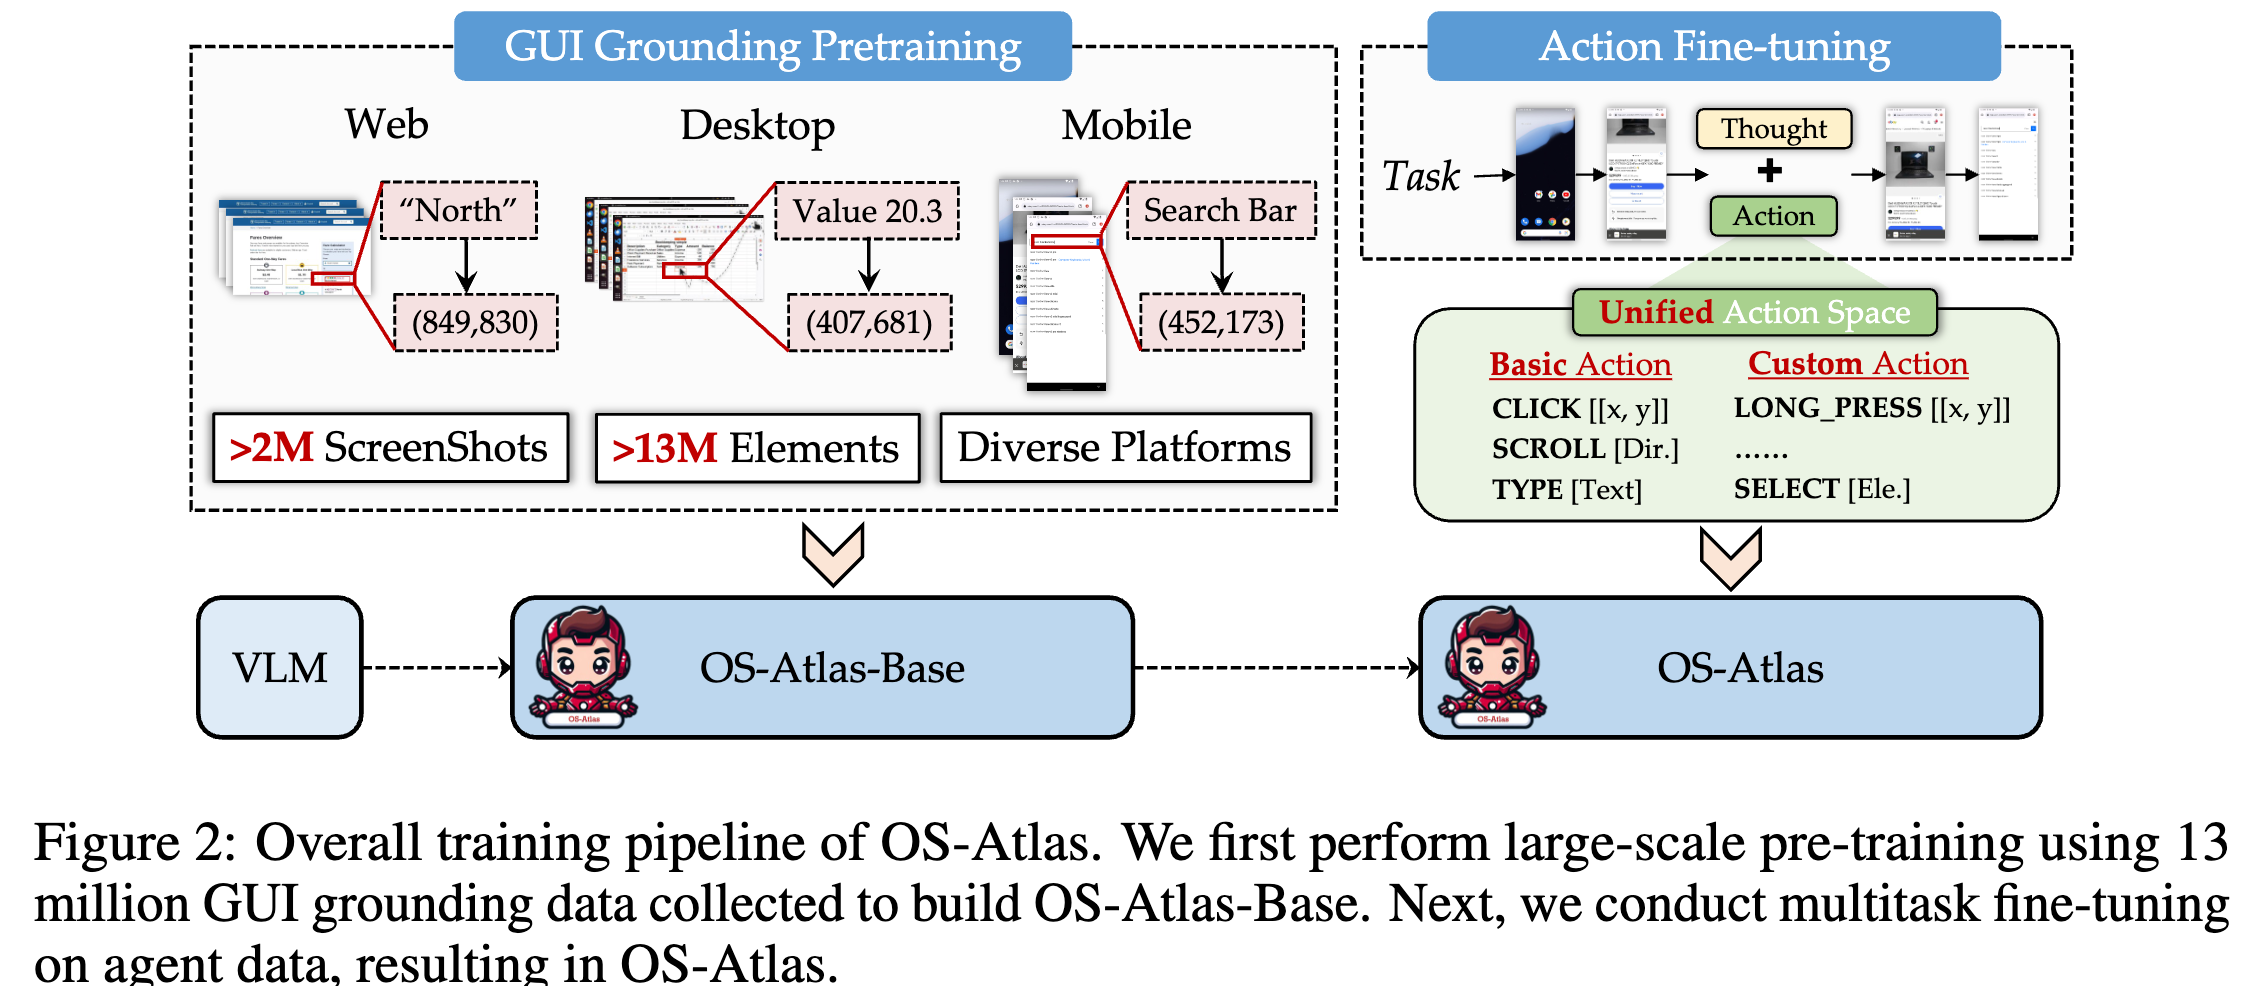 GUI Grounding Pretraining
Web
Desktop
Mobile
“North”
(849,830)
Value 20.3
(407,681)
Search Bar
(452,173)
>2M ScreenShots
>13M Elements
Diverse Platforms
Action Fine-tuning
Task
Thought
+
Action
Unified Action Space
Basic Action
CLICK [[x, y]]
SCROLL [Dir.]
TYPE [Text]
Custom Action
LONG_PRESS [[x, y]]
......
SELECT [Ele.]
VLM
OS-Atlas
OS-Atlas-Base
OS-Atlas
OS-Atlas
Figure 2: Overall training pipeline of OS-Atlas. We first perform large-scale pre-training using 13
million GUI grounding data collected to build OS-Atlas-Base. Next, we conduct multitask fine-tuning
on agent data, resulting in OS-Atlas.